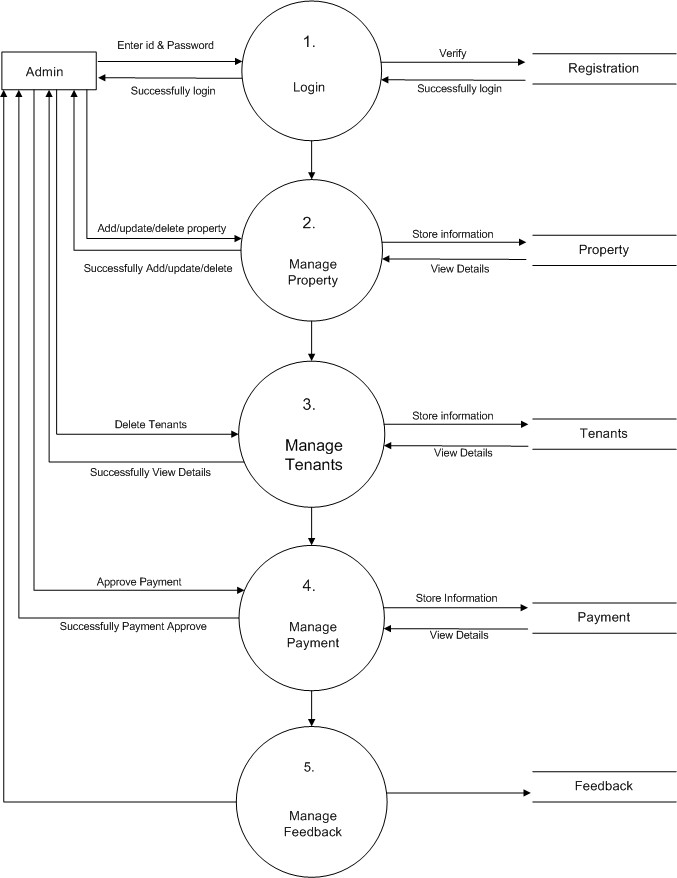 Enter id & Password
1.
Verify
Admin
Login
Registration
Successfully login
Successfully login
Add/update/delete property
2.
Store information
Manage
Property
Property
Successfully Add/update/delete
View Details
3.
Store information
Delete Tenants
Manage
Tenants
Tenants
Successfully View Details
View Details
4.
Approve Payment
Store Information
Manage
Payment
Payment
Successfully Payment Approve
View Details
5.
Feedback
Manage
Feedback